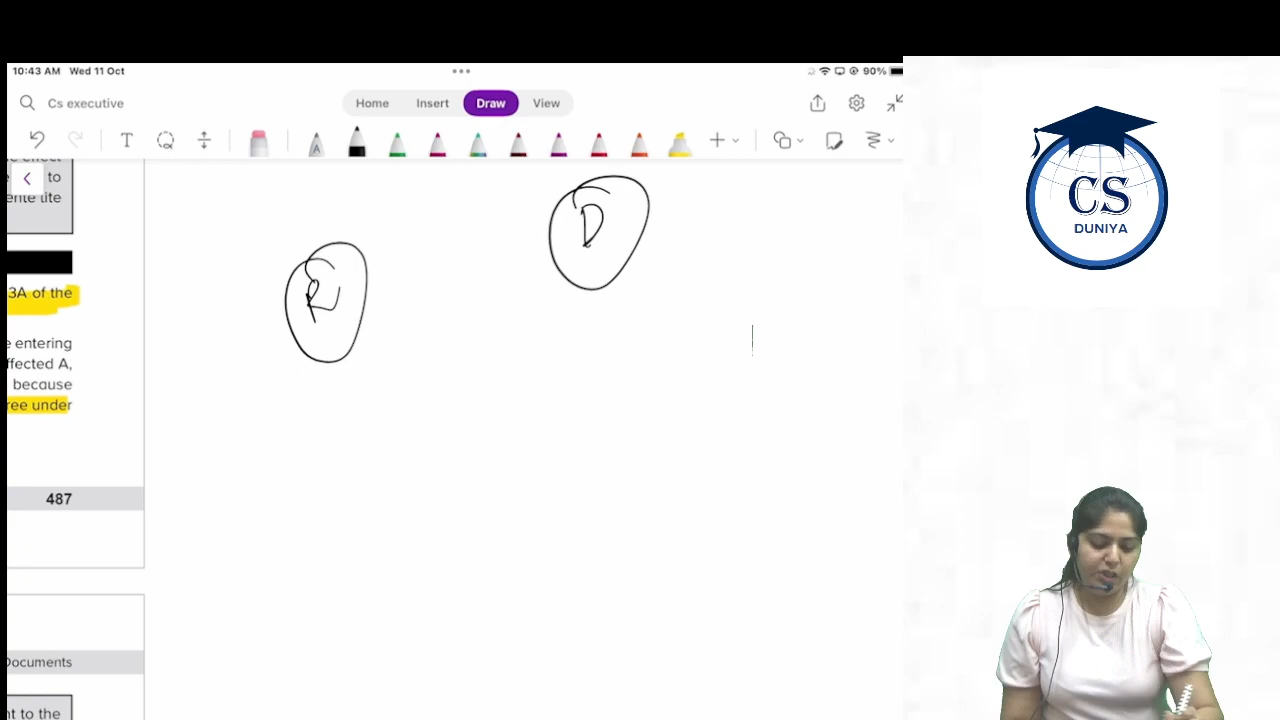 10:43 AM Wed 11 Oct
90%
Cs executive
Home Insert Draw View
T
A
to
ente lite
3A of the
e entering
ffected A,
because
ree under
487
Documents
nt to the
R
D
CS
DUNIYA